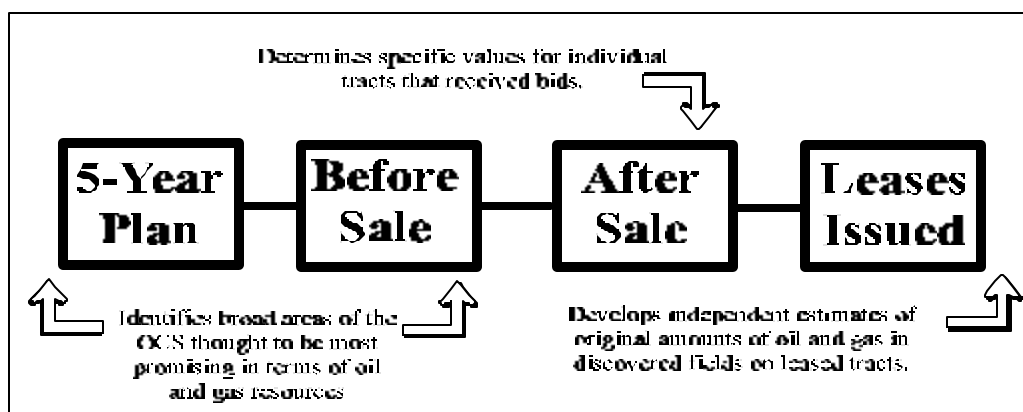 Determines specific values for individual
tracts that received bids.
5-Year
Plan
Before
Sale
After
Sale
Leases
Issued
Identifies broad areas of the
OCS thought to be most
promising in terms of oil
and gas resources
Develops independent estimates of
original amounts of oil and gas in
discovered fields on leased tracts.